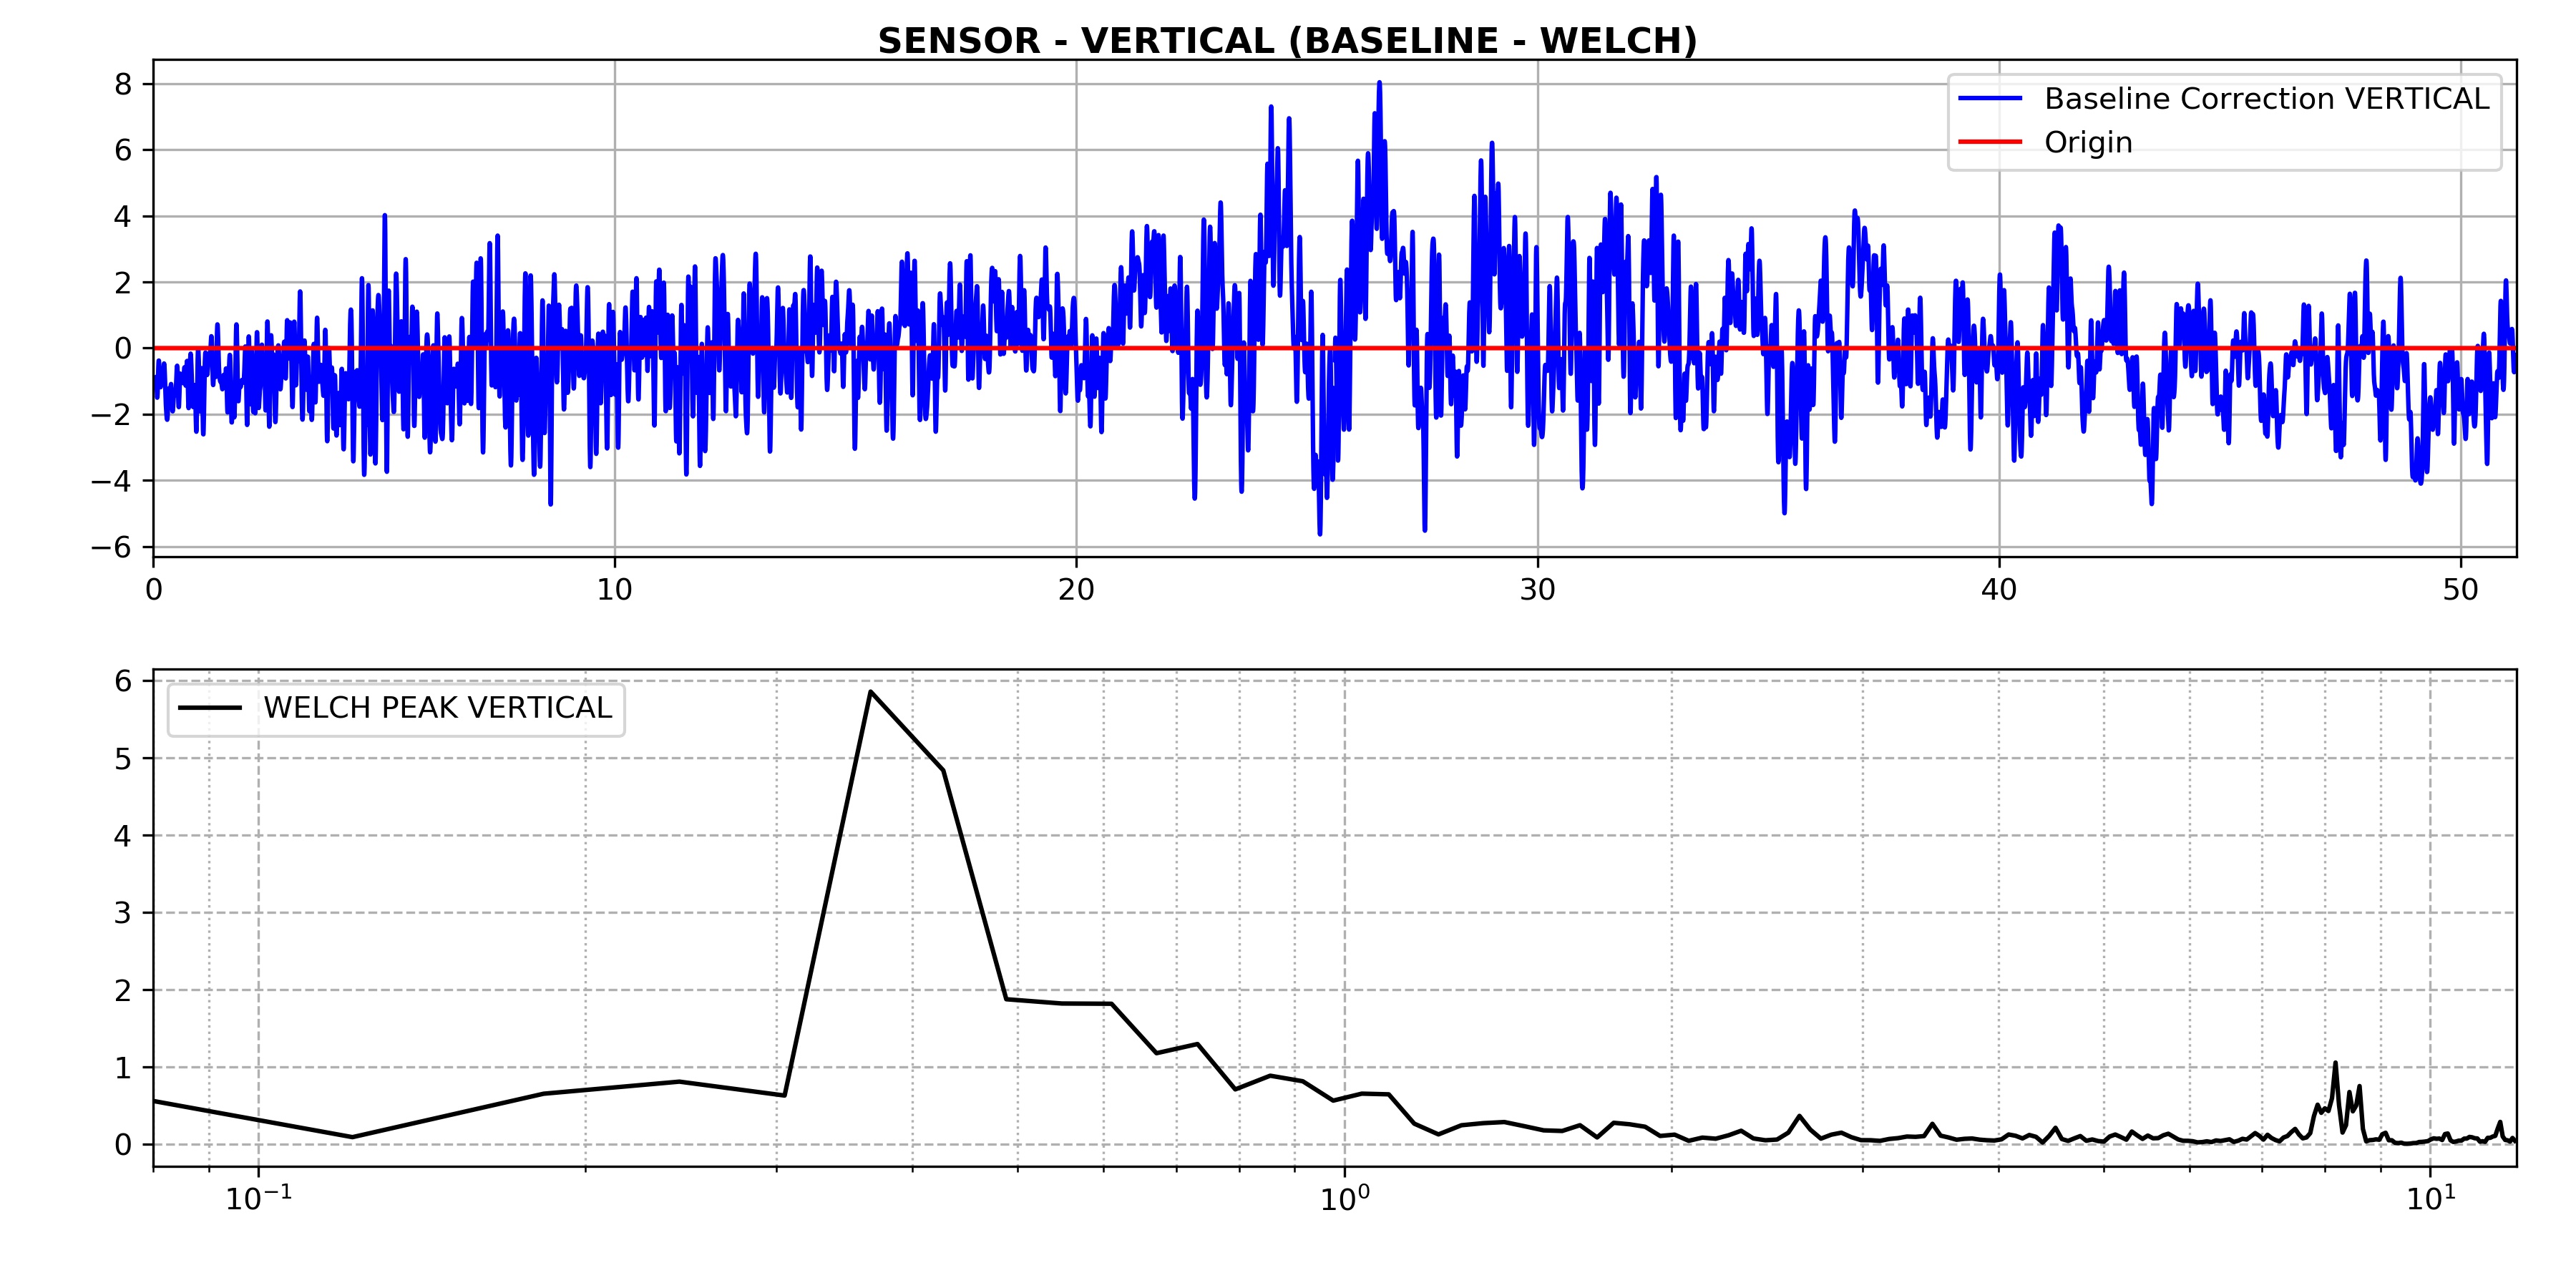 SENSOR - VERTICAL (BASELINE - WELCH)
8
6
4
2
0
−2
−4
−6
Baseline Correction VERTICAL
Origin
0 10 20 30 40 50
6
5
4
3
2
1
0
WELCH PEAK VERTICAL
10⁻¹ 10⁰ 10¹